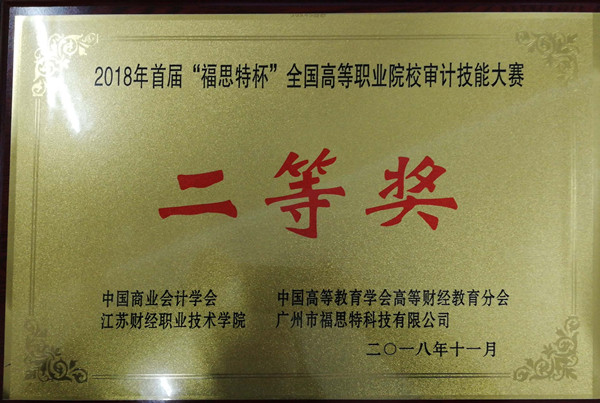 2018年首届“福思特杯”全国高等职业院校审计技能大赛
二等奖
中国商业会计学会 中国高等教育学会高等财经教育分会
江苏财经职业技术学院 广州市福思特科技有限公司
二〇一八年十一月